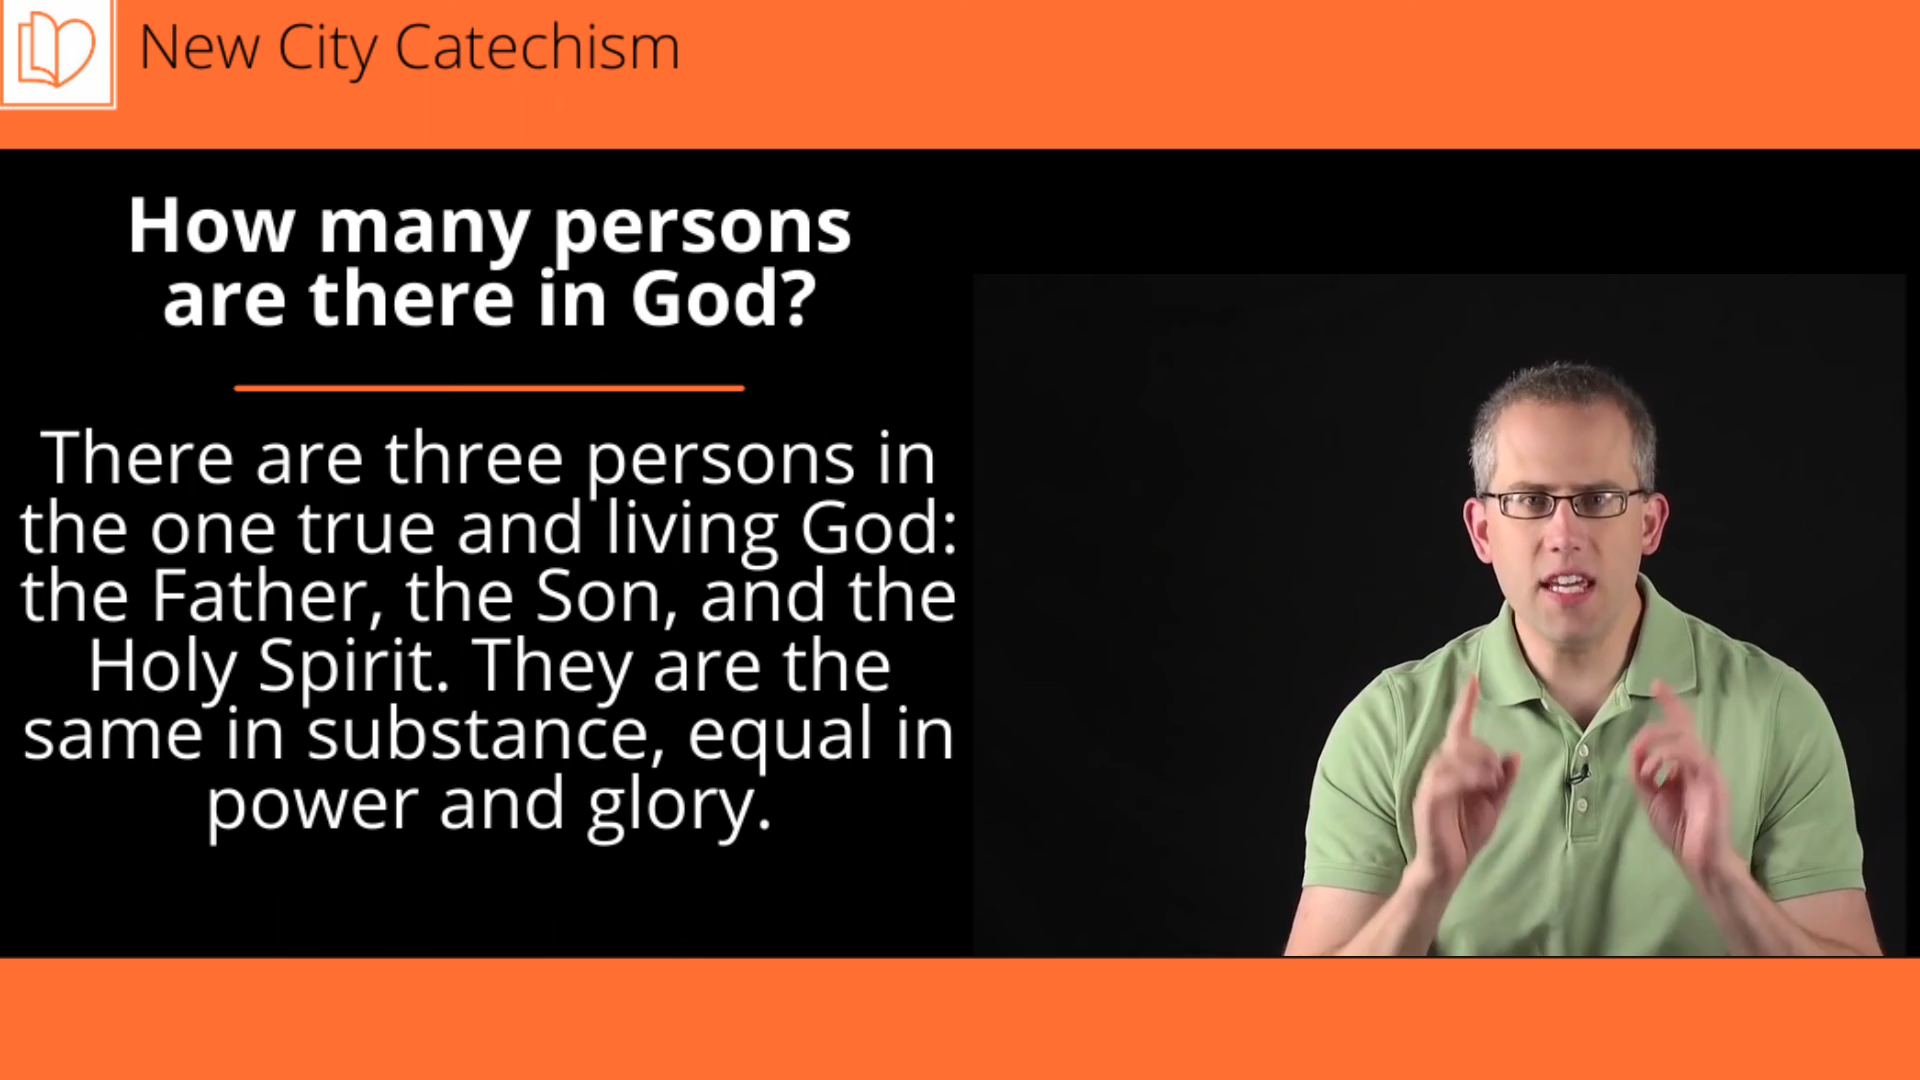 New City Catechism
How many persons
are there in God?
There are three persons in
the one true and living God:
the Father, the Son, and the
Holy Spirit. They are the
same in substance, equal in
power and glory.